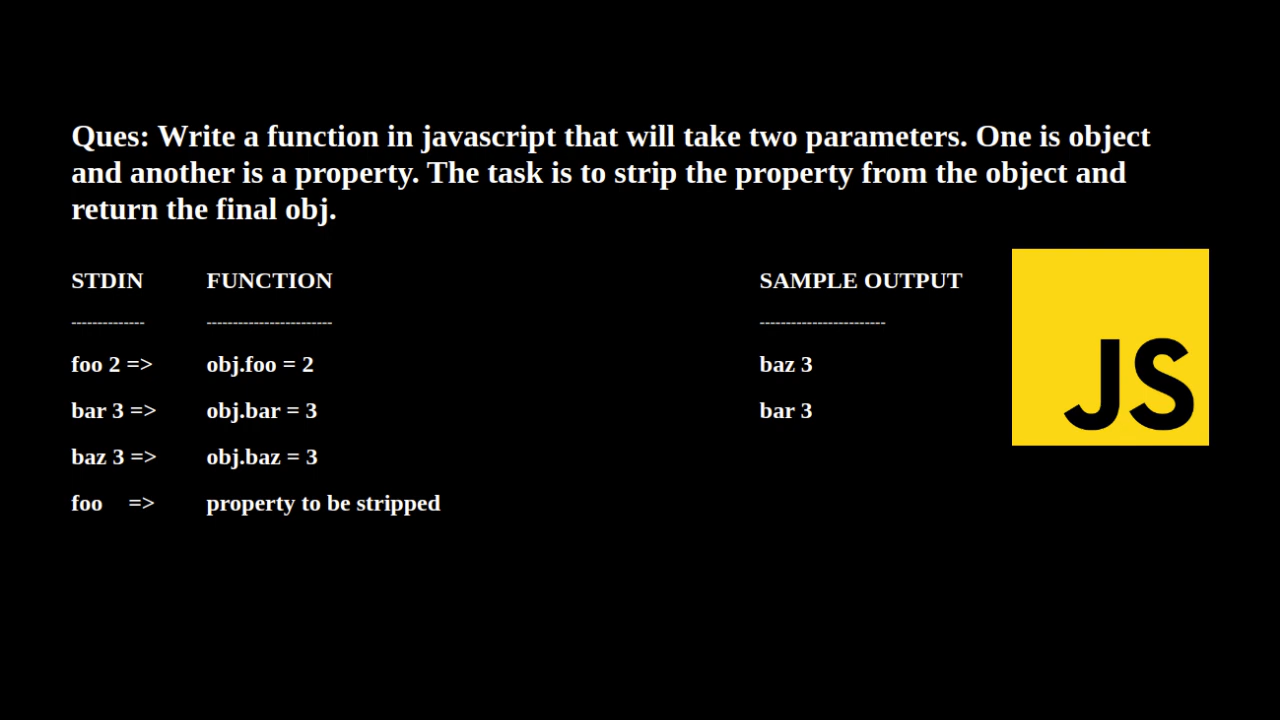 Ques: Write a function in javascript that will take two parameters. One is object
and another is a property. The task is to strip the property from the object and
return the final obj.
STDIN FUNCTION SAMPLE OUTPUT
-------------- ------------------------ ------------------------
foo 2 => obj.foo = 2 baz 3
bar 3 => obj.bar = 3 bar 3
baz 3 => obj.baz = 3
foo => property to be stripped
JS